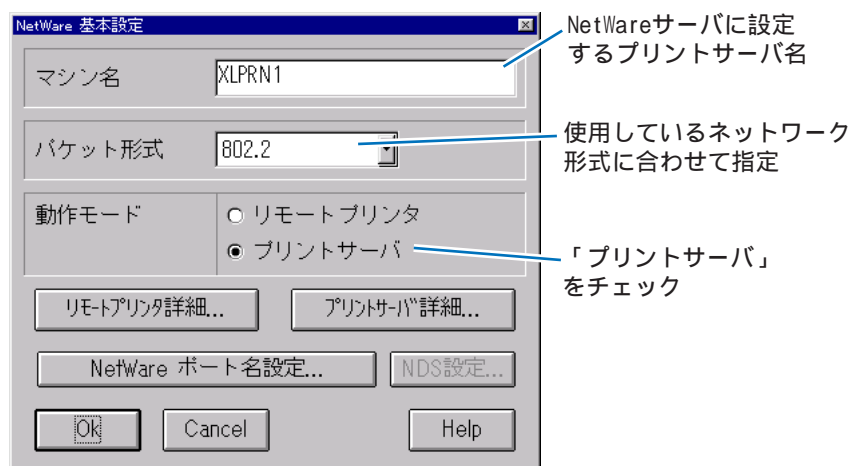 NetWare 基本設定
NetWareサーバに設定
するプリントサーバ名
マシン名
XLPRN1
使用しているネットワーク
形式に合わせて指定
パケット形式
802.2
動作モード
リモートプリンタ
プリントサーバ
「プリントサーバ」
をチェック
リモートプリンタ詳細...
プリントサーバ詳細...
NetWare ポート名設定...
NDS設定...
Ok
Cancel
Help